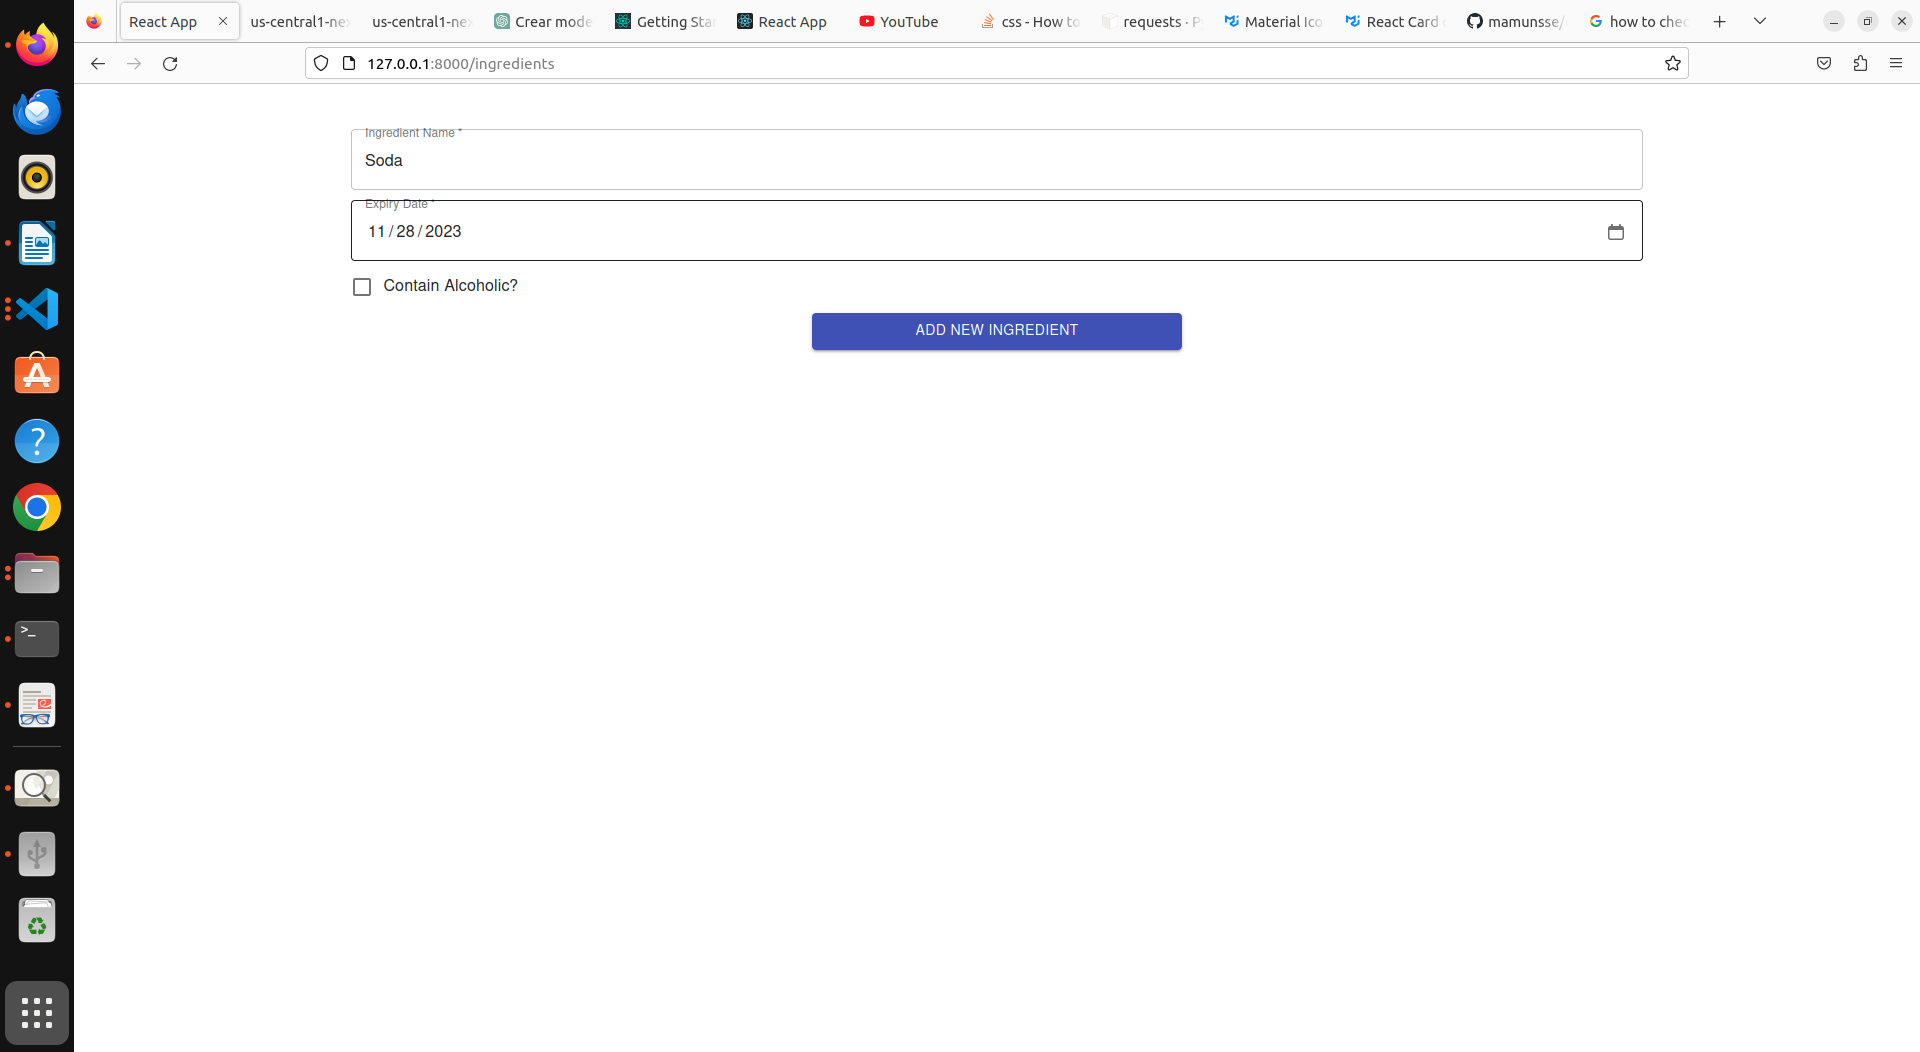 React App
us-central1-ne
us-central1-ne
Crear mode
Getting Sta
React App
YouTube
css - How to
requests · P
Material Ico
React Card
mamunsse/
how to chec
127.0.0.1:8000/ingredients
Ingredient Name *
Soda
Expiry Date *
11 / 28 / 2023
Contain Alcoholic?
ADD NEW INGREDIENT